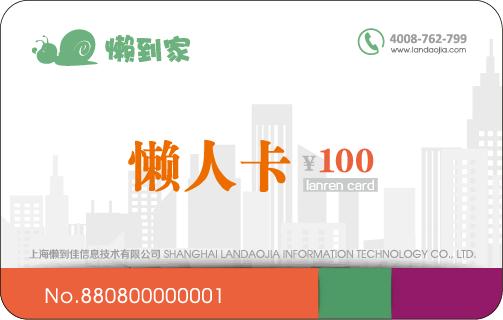 懒到家
4008-762-799
www.landaojia.com
懒人卡 ¥100
lanren card
上海懒到佳信息技术有限公司 SHANGHAI LANDAOJIA INFORMATION TECHNOLOGY CO., LTD.
No.880800000001